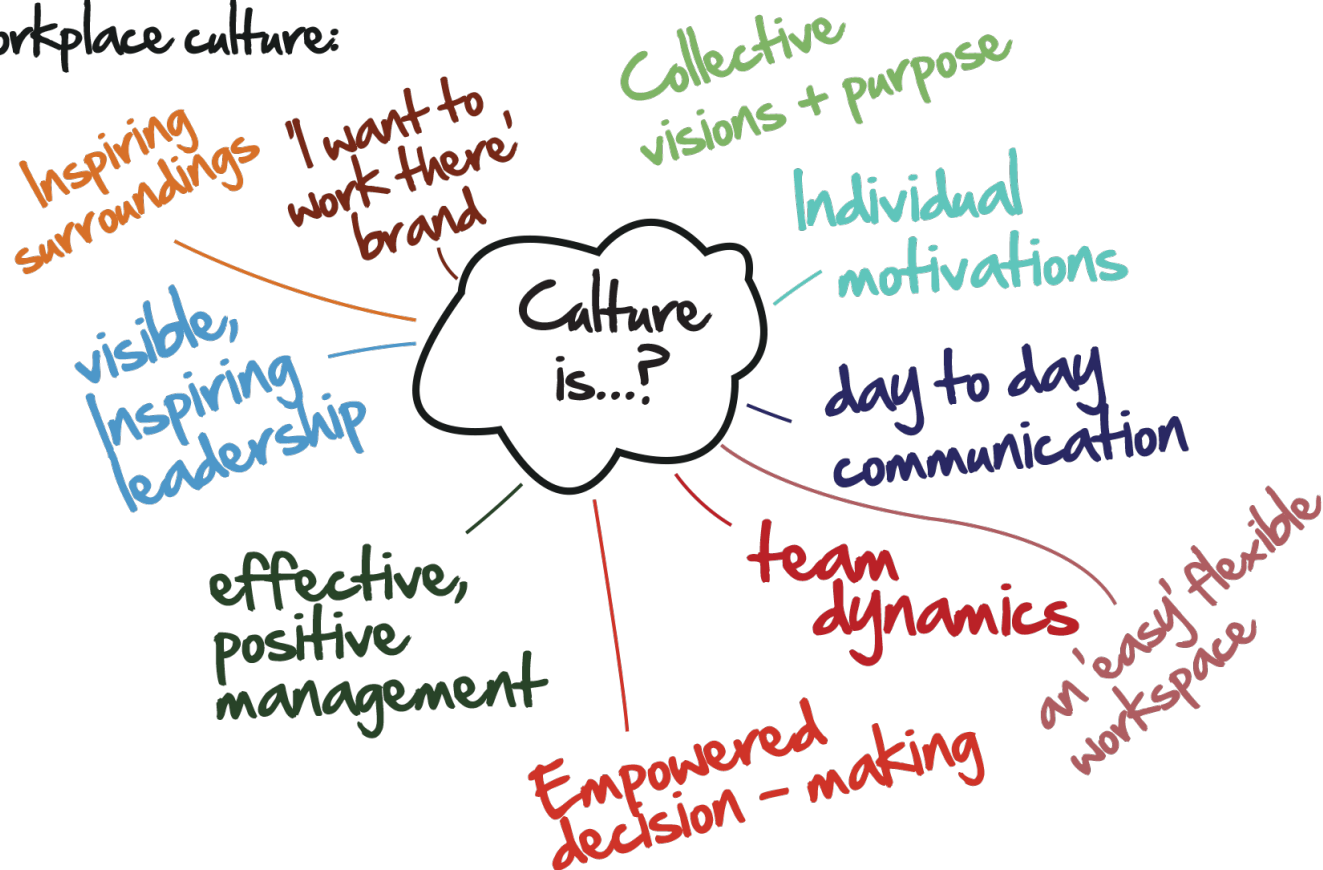 orkplace culture:
Collective
visions + purpose
Inspiring
surroundings
'I want to
work there'
brand
Individual
motivations
Culture
is...?
visible,
Inspiring
leadership
day to day
communication
effective,
positive
management
team
dynamics
an 'easy' flexible
workspace
Empowered
decision - making